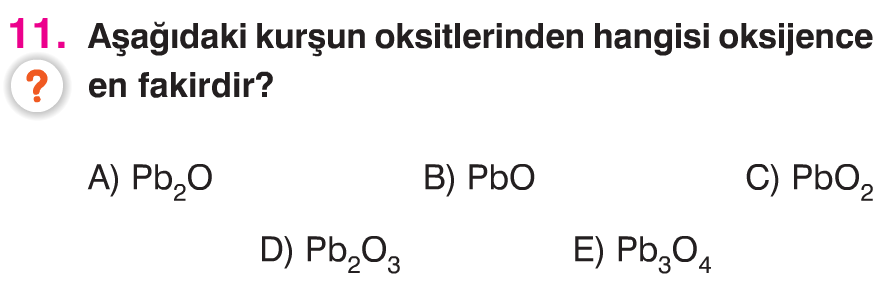 11. Aşağıdaki kurşun oksitlerinden hangisi oksijence
? en fakirdir?
A) Pb₂O B) PbO C) PbO₂
D) Pb₂O₃ E) Pb₃O₄